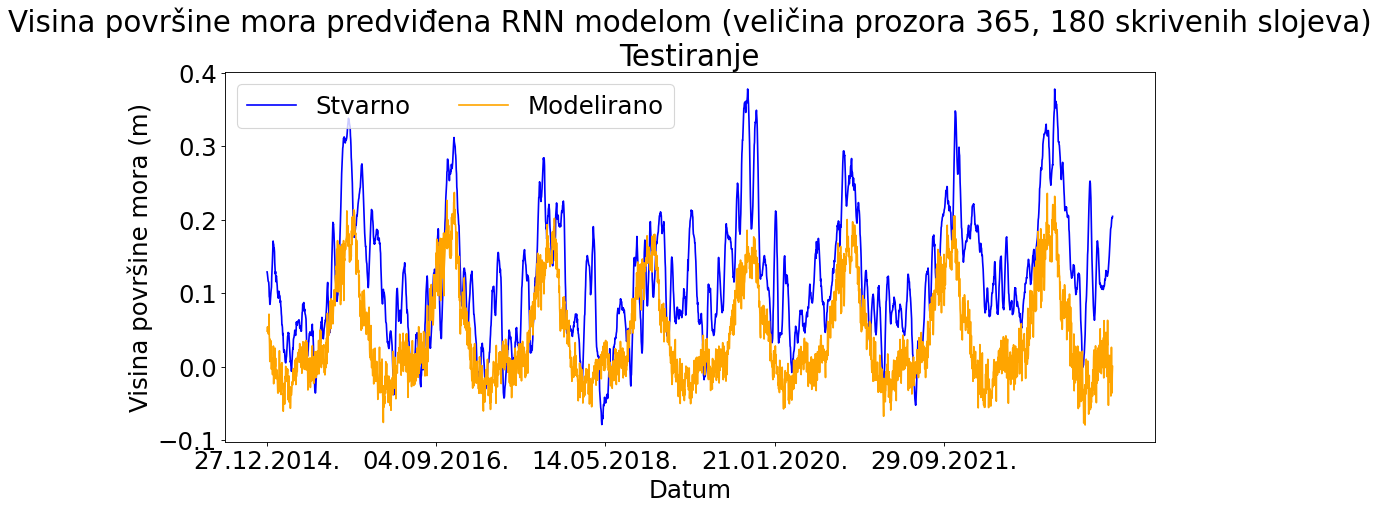 Visina površine mora predviđena RNN modelom (veličina prozora 365, 180 skrivenih slojeva)
Testiranje
Stvarno
Modelirano
Visina površine mora (m)
0.4
0.3
0.2
0.1
0.0
−0.1
27.12.2014. 04.09.2016. 14.05.2018. 21.01.2020. 29.09.2021.
Datum